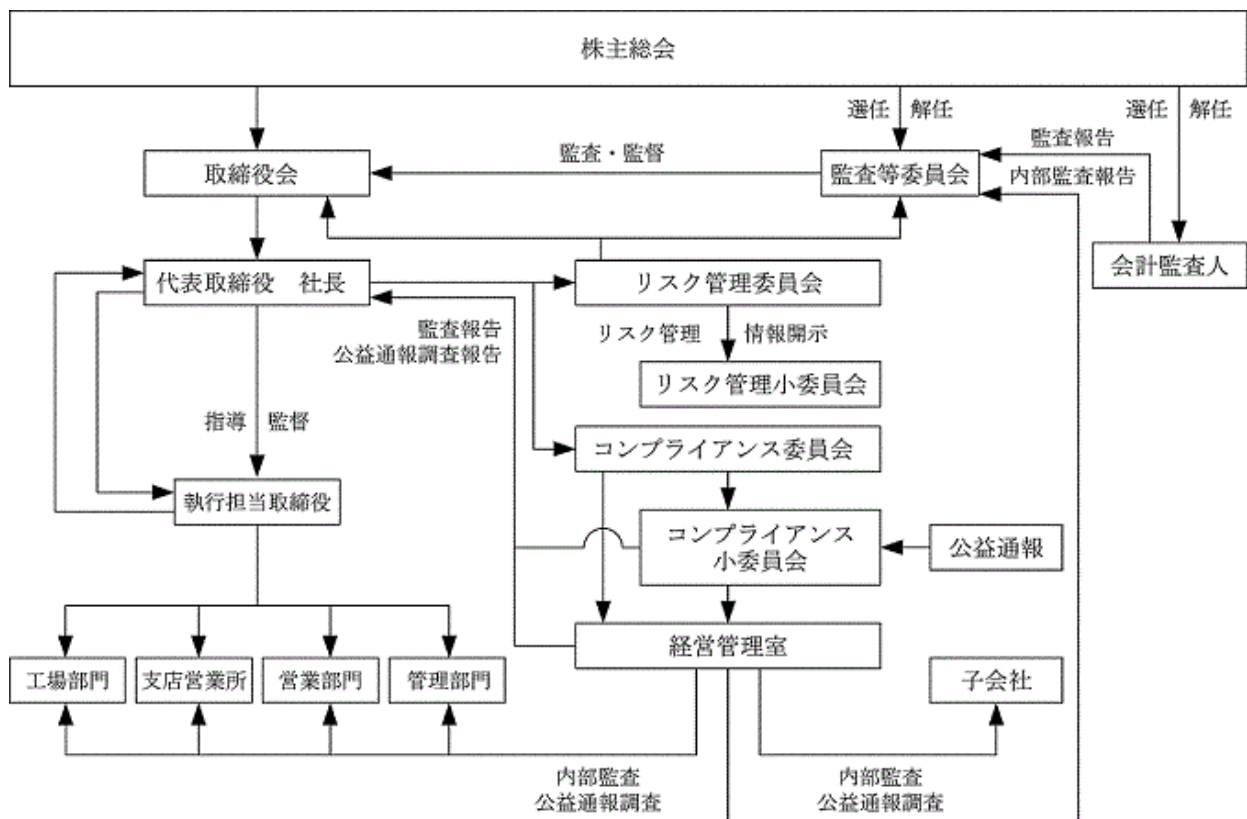 株主総会
選任 解任
選任 解任
監査報告
監査・監督
取締役会
監査等委員会
内部監査報告
代表取締役 社長
リスク管理委員会
会計監査人
監査報告
公益通報調査報告
リスク管理 情報開示
リスク管理小委員会
指導 監督
コンプライアンス委員会
執行担当取締役
コンプライアンス
小委員会
公益通報
経営管理室
工場部門
支店営業所
営業部門
管理部門
子会社
内部監査
公益通報調査
内部監査
公益通報調査